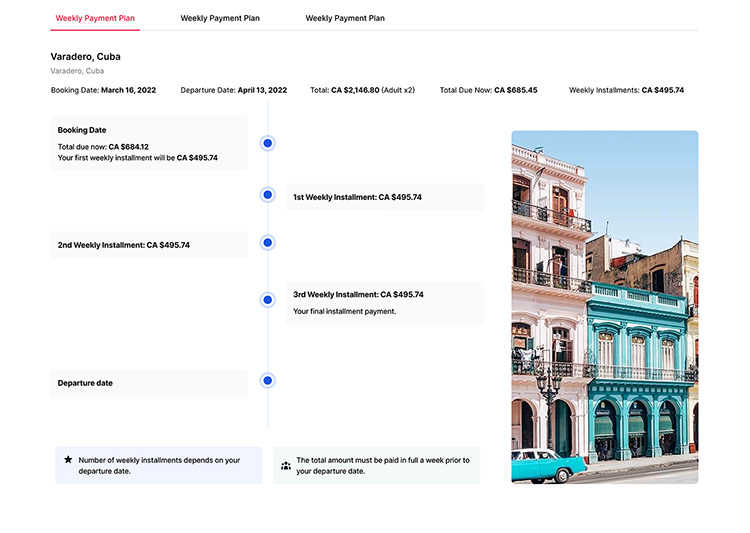 Weekly Payment Plan
Weekly Payment Plan
Weekly Payment Plan
Varadero, Cuba
Varadero, Cuba
Booking Date: March 16, 2022
Departure Date: April 13, 2022
Total: CA $2,146.80 (Adult x2)
Total Due Now: CA $685.45
Weekly Installments: CA $495.74
Booking Date
Total due now: CA $684.12
Your first weekly installment will be CA $495.74
1st Weekly Installment: CA $495.74
2nd Weekly Installment: CA $495.74
3rd Weekly Installment: CA $495.74
Your final installment payment.
Departure date
Number of weekly installments depends on your
departure date.
The total amount must be paid in full a week prior to
your departure date.